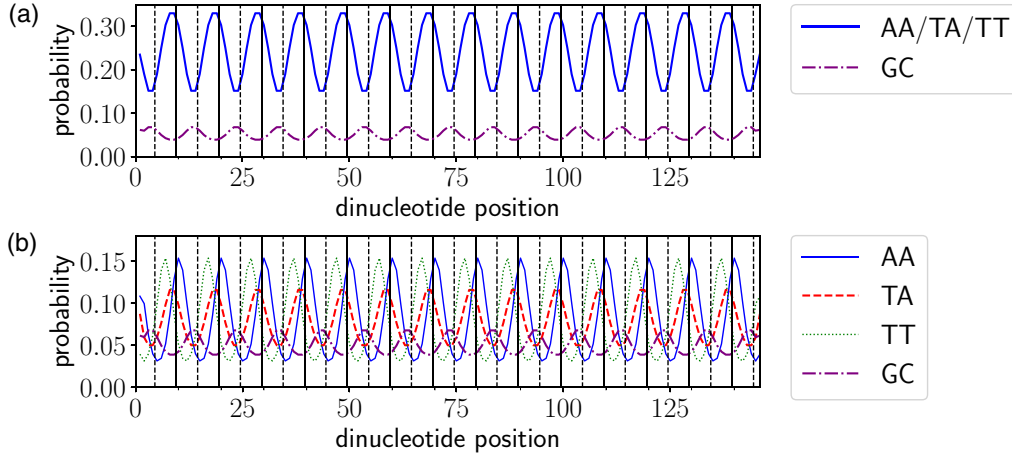 (a)
probability
0.30
0.20
0.10
0.00
0
25
50
75
100
125
dinucleotide position
AA/TA/TT
GC
(b)
probability
0.15
0.10
0.05
0.00
0
25
50
75
100
125
dinucleotide position
AA
TA
TT
GC